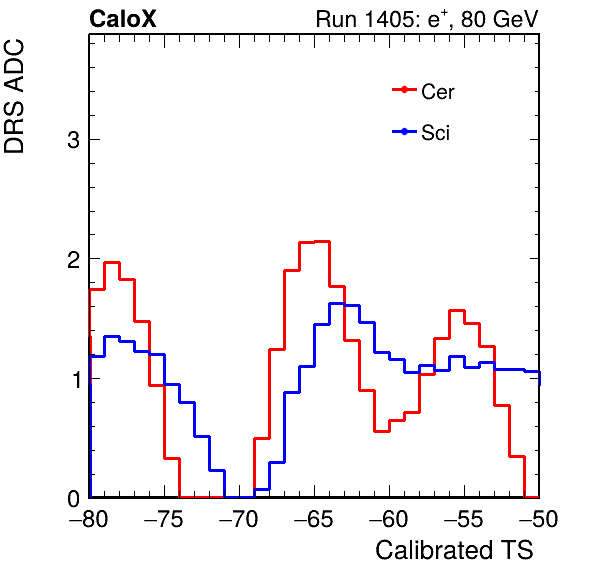 CaloX Run 1405: e⁺, 80 GeV
DRS ADC
Cer
Sci
3
2
1
0
−80 −75 −70 −65 −60 −55 −50
Calibrated TS